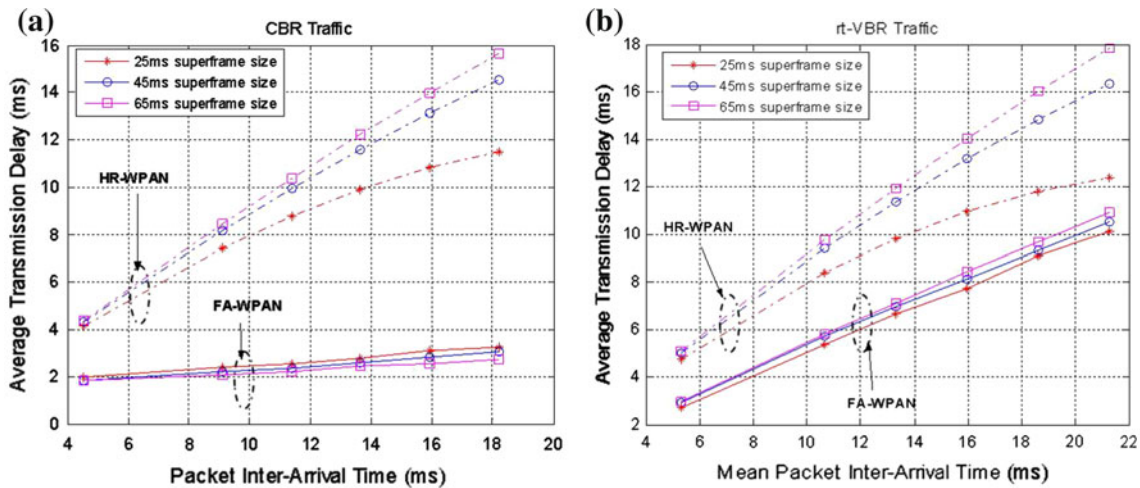 (a)
CBR Traffic
16
14
12
10
8
6
4
2
0
Average Transmission Delay (ms)
25ms superframe size
45ms superframe size
65ms superframe size
HR-WPAN
FA-WPAN
4 6 8 10 12 14 16 18 20
Packet Inter-Arrival Time (ms)
(b)
rt-VBR Traffic
18
16
14
12
10
8
6
4
2
Average Transmission Delay (ms)
25ms superframe size
45ms superframe size
65ms superframe size
HR-WPAN
FA-WPAN
4 6 8 10 12 14 16 18 20 22
Mean Packet Inter-Arrival Time (ms)